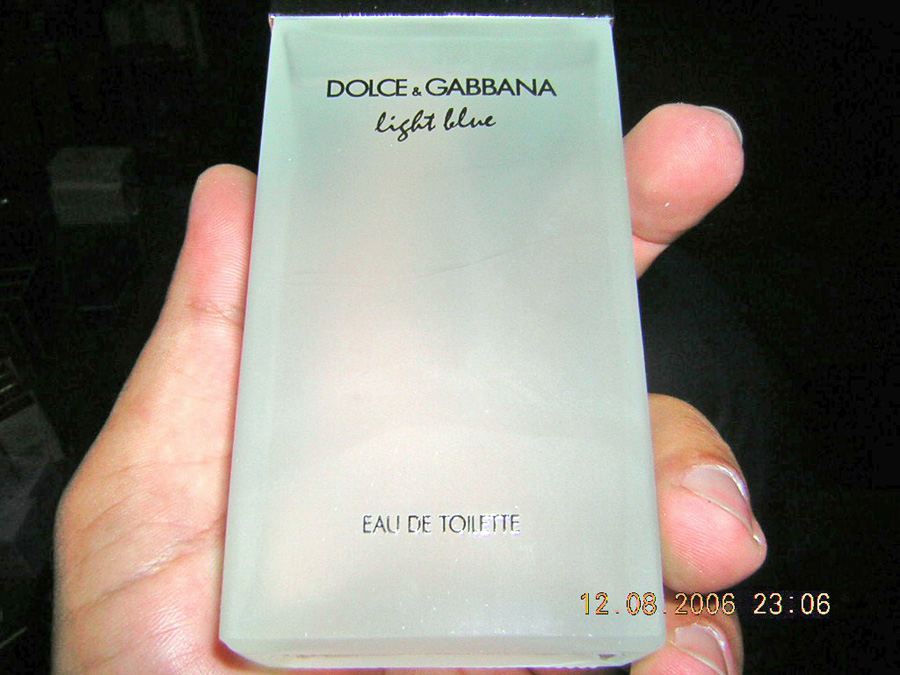 DOLCE & GABBANA
light blue
EAU DE TOILETTE
12.08.2006 23:06